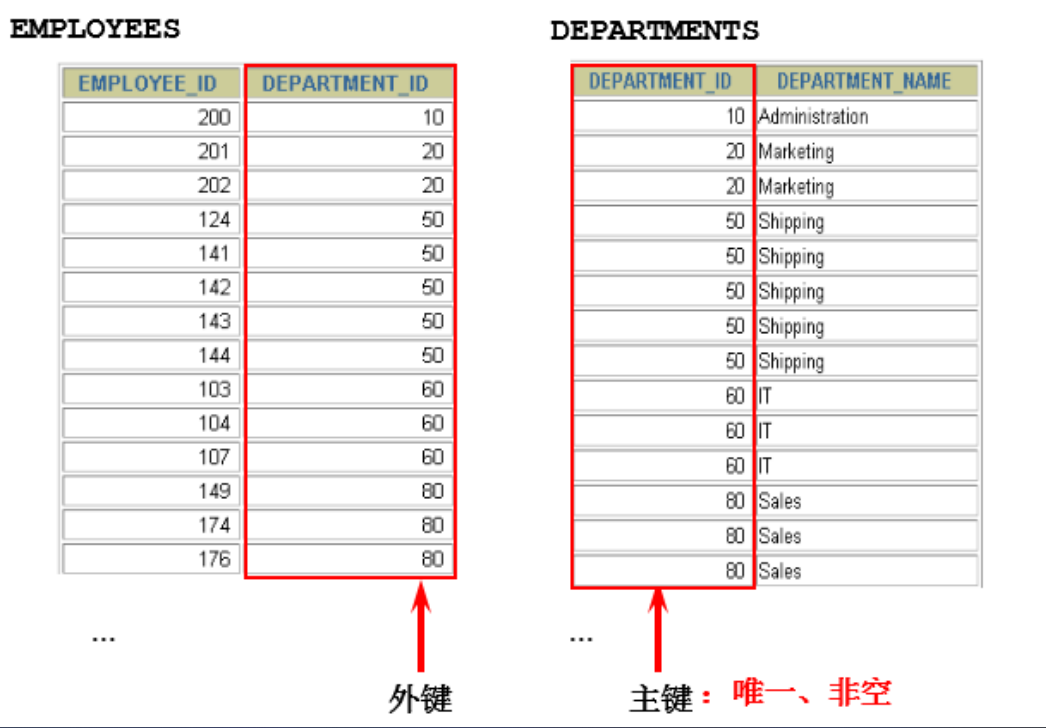 EMPLOYEES
EMPLOYEE_ID DEPARTMENT_ID
200 10
201 20
202 20
124 50
141 50
142 50
143 50
144 50
103 60
104 60
107 60
149 80
174 80
176 80
...
外键
DEPARTMENTS
DEPARTMENT_ID DEPARTMENT_NAME
10 Administration
20 Marketing
20 Marketing
50 Shipping
50 Shipping
50 Shipping
50 Shipping
50 Shipping
60 IT
60 IT
60 IT
80 Sales
80 Sales
80 Sales
...
主键：唯一、非空